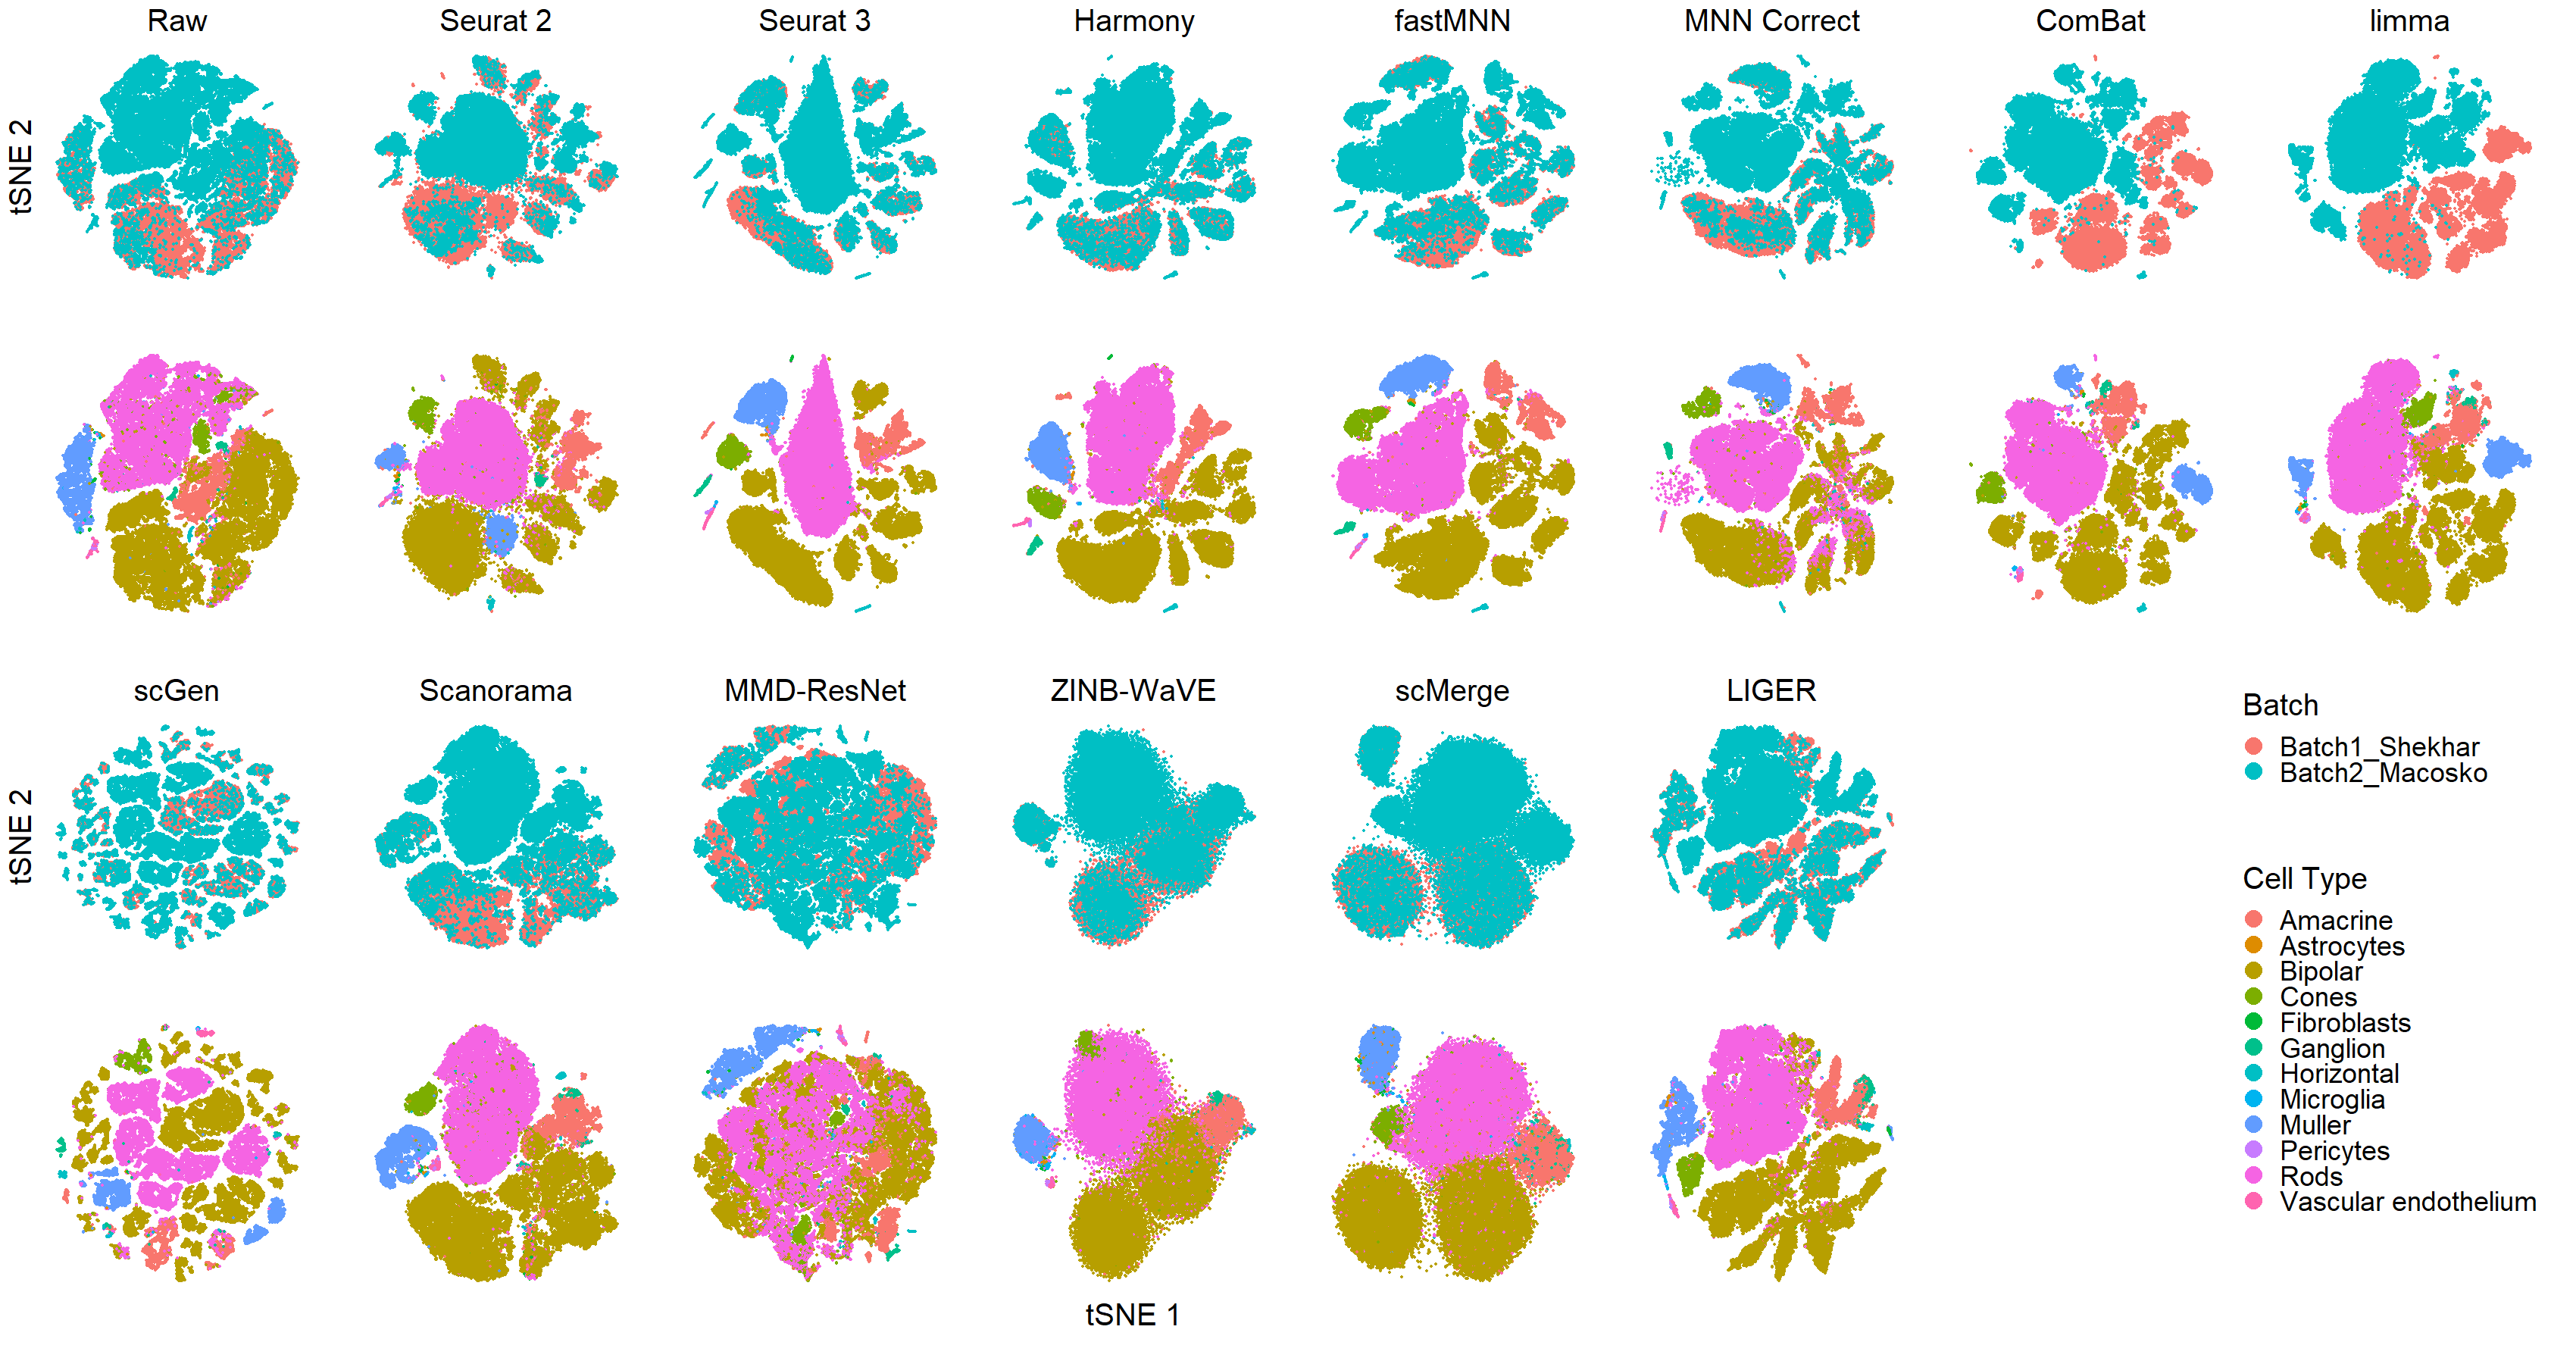 Raw
Seurat 2
Seurat 3
Harmony
fastMNN
MNN Correct
ComBat
limma
tSNE 2
scGen
Scanorama
MMD-ResNet
ZINB-WaVE
scMerge
LIGER
tSNE 2
tSNE 1
Batch
Batch1_Shekhar
Batch2_Macosko
Cell Type
Amacrine
Astrocytes
Bipolar
Cones
Fibroblasts
Ganglion
Horizontal
Microglia
Muller
Pericytes
Rods
Vascular endothelium